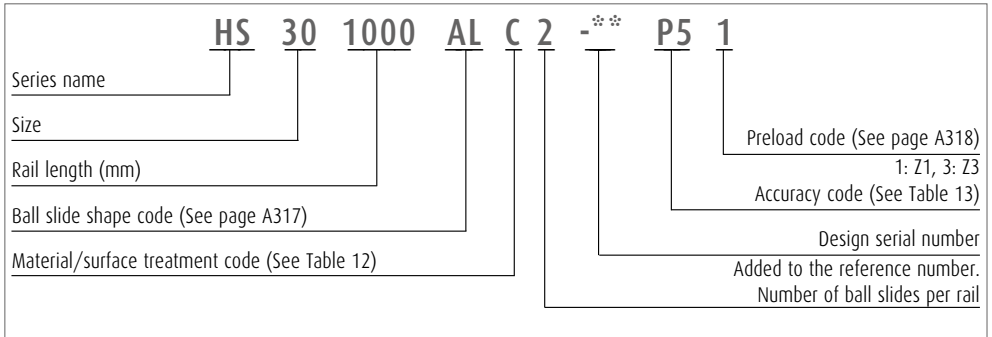 HS 30 1000 AL C 2 -** P5 1
Series name
Size
Rail length (mm)
Ball slide shape code (See page A317)
Material/surface treatment code (See Table 12)
Preload code (See page A318)
1: Z1, 3: Z3
Accuracy code (See Table 13)
Design serial number
Added to the reference number.
Number of ball slides per rail